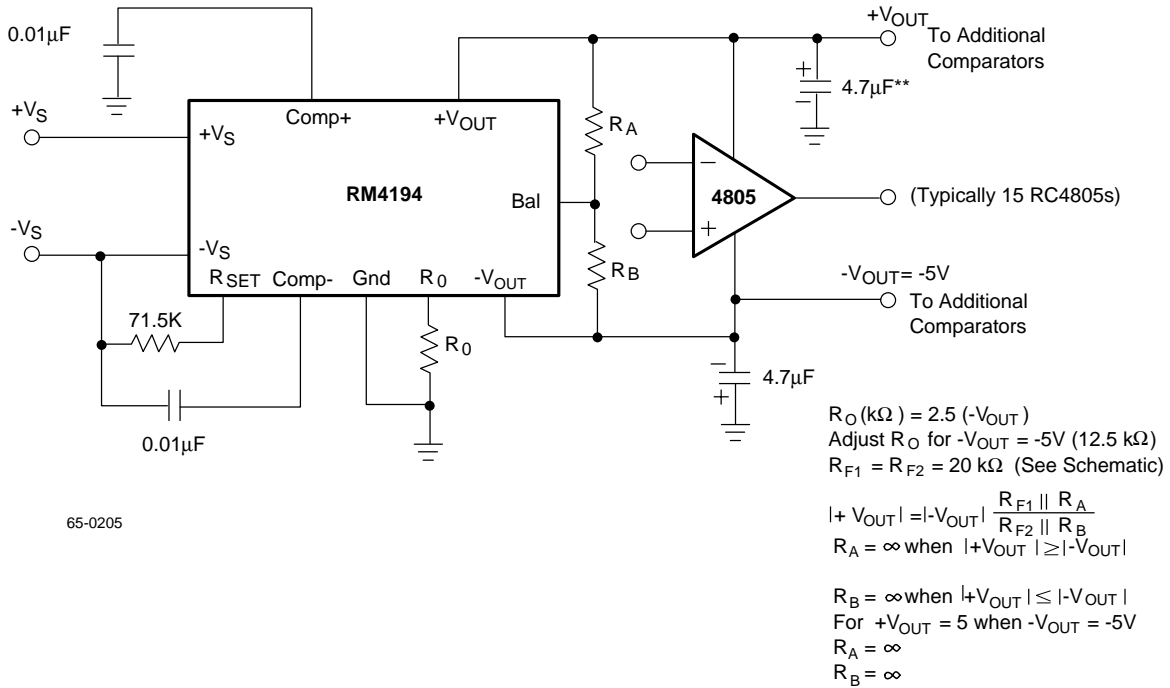 0.01μF
+VOUT
To Additional
Comparators
4.7μF**
+
−
+VS
+VS
Comp+
+VOUT
RA
−
RM4194
4805
(Typically 15 RC4805s)
Bal
+
-VS
-VS
RB
RSET
Comp-
Gnd
R0
-VOUT
-VOUT = -5V
To Additional
Comparators
71.5K
R0
−
+
4.7μF
0.01μF
RO (kΩ) = 2.5 (-VOUT)
Adjust RO for -VOUT = -5V (12.5 kΩ)
RF1 = RF2 = 20 kΩ (See Schematic)
65-0205
|+ VOUT | = |-VOUT| RF1 || RA / RF2 || RB
RA = ∞ when |+VOUT | ≥ |-VOUT|
RB = ∞ when |+VOUT | ≤ |-VOUT |
For +VOUT = 5 when -VOUT = -5V
RA = ∞
RB = ∞